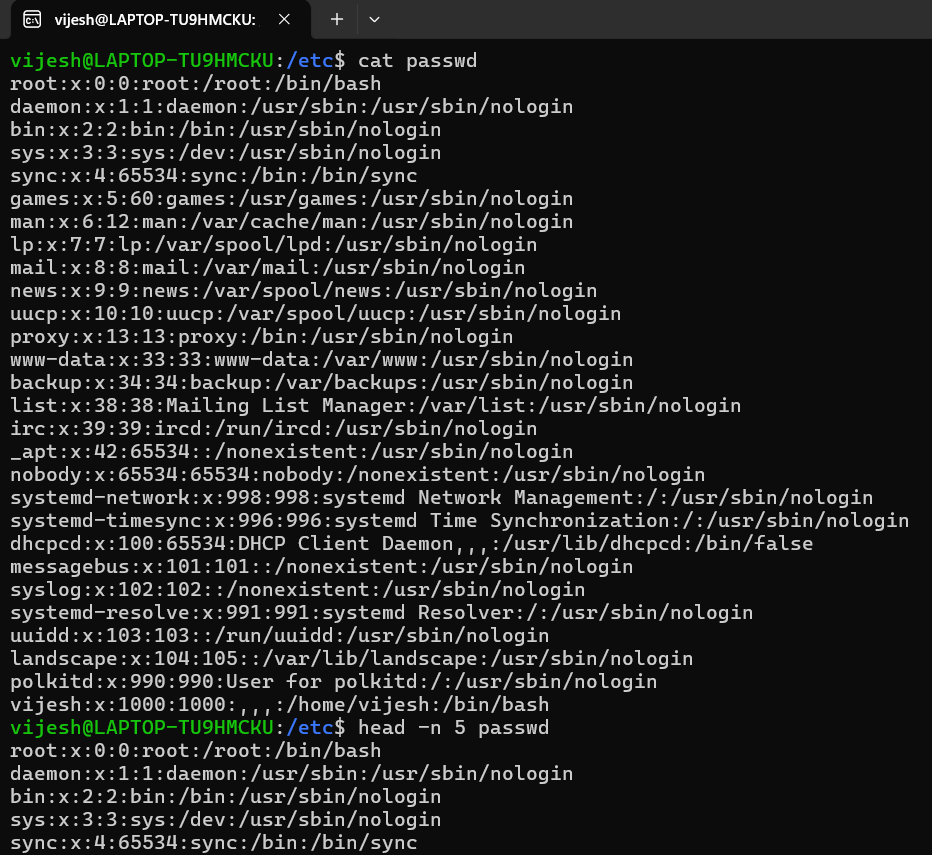 vijesh@LAPTOP-TU9HMCKU:
vijesh@LAPTOP-TU9HMCKU:/etc$ cat passwd
root:x:0:0:root:/root:/bin/bash
daemon:x:1:1:daemon:/usr/sbin:/usr/sbin/nologin
bin:x:2:2:bin:/bin:/usr/sbin/nologin
sys:x:3:3:sys:/dev:/usr/sbin/nologin
sync:x:4:65534:sync:/bin:/bin/sync
games:x:5:60:games:/usr/games:/usr/sbin/nologin
man:x:6:12:man:/var/cache/man:/usr/sbin/nologin
lp:x:7:7:lp:/var/spool/lpd:/usr/sbin/nologin
mail:x:8:8:mail:/var/mail:/usr/sbin/nologin
news:x:9:9:news:/var/spool/news:/usr/sbin/nologin
uucp:x:10:10:uucp:/var/spool/uucp:/usr/sbin/nologin
proxy:x:13:13:proxy:/bin:/usr/sbin/nologin
www-data:x:33:33:www-data:/var/www:/usr/sbin/nologin
backup:x:34:34:backup:/var/backups:/usr/sbin/nologin
list:x:38:38:Mailing List Manager:/var/list:/usr/sbin/nologin
irc:x:39:39:ircd:/run/ircd:/usr/sbin/nologin
_apt:x:42:65534::/nonexistent:/usr/sbin/nologin
nobody:x:65534:65534:nobody:/nonexistent:/usr/sbin/nologin
systemd-network:x:998:998:systemd Network Management:/:/usr/sbin/nologin
systemd-timesync:x:996:996:systemd Time Synchronization:/:/usr/sbin/nologin
dhcpcd:x:100:65534:DHCP Client Daemon,,,:/usr/lib/dhcpcd:/bin/false
messagebus:x:101:101::/nonexistent:/usr/sbin/nologin
syslog:x:102:102::/nonexistent:/usr/sbin/nologin
systemd-resolve:x:991:991:systemd Resolver:/:/usr/sbin/nologin
uuidd:x:103:103::/run/uuidd:/usr/sbin/nologin
landscape:x:104:105::/var/lib/landscape:/usr/sbin/nologin
polkitd:x:990:990:User for polkitd:/:/usr/sbin/nologin
vijesh:x:1000:1000:,,,:/home/vijesh:/bin/bash
vijesh@LAPTOP-TU9HMCKU:/etc$ head -n 5 passwd
root:x:0:0:root:/root:/bin/bash
daemon:x:1:1:daemon:/usr/sbin:/usr/sbin/nologin
bin:x:2:2:bin:/bin:/usr/sbin/nologin
sys:x:3:3:sys:/dev:/usr/sbin/nologin
sync:x:4:65534:sync:/bin:/bin/sync